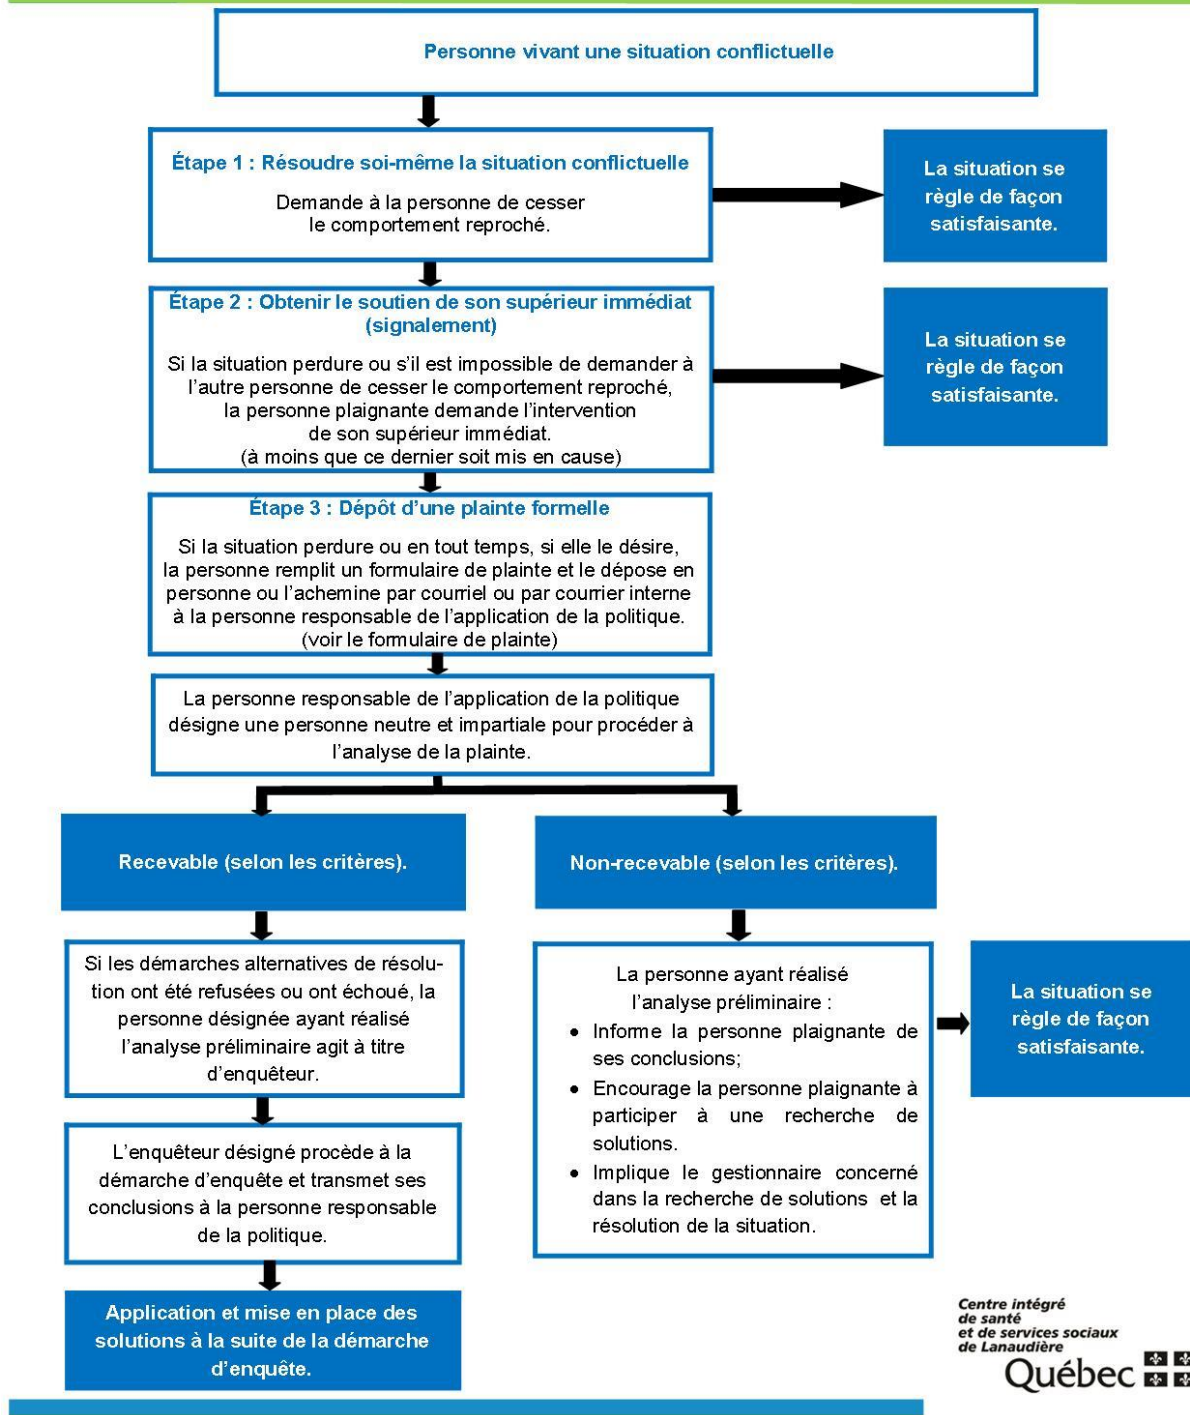 Personne vivant une situation conflictuelle
Étape 1 : Résoudre soi-même la situation conflictuelle
Demande à la personne de cesser
le comportement reproché.
La situation se
règle de façon
satisfaisante.
Étape 2 : Obtenir le soutien de son supérieur immédiat
(signalement)
Si la situation perdure ou s’il est impossible de demander à
l’autre personne de cesser le comportement reproché,
la personne plaignante demande l’intervention
de son supérieur immédiat.
(à moins que ce dernier soit mis en cause)
La situation se
règle de façon
satisfaisante.
Étape 3 : Dépôt d’une plainte formelle
Si la situation perdure ou en tout temps, si elle le désire,
la personne remplit un formulaire de plainte et le dépose en
personne ou l’achemine par courriel ou par courrier interne
à la personne responsable de l’application de la politique.
(voir le formulaire de plainte)
La personne responsable de l’application de la politique
désigne une personne neutre et impartiale pour procéder à
l’analyse de la plainte.
Recevable (selon les critères).
Si les démarches alternatives de résolu-
tion ont été refusées ou ont échoué, la
personne désignée ayant réalisé
l’analyse préliminaire agit à titre
d’enquêteur.
L’enquêteur désigné procède à la
démarche d’enquête et transmet ses
conclusions à la personne responsable
de la politique.
Application et mise en place des
solutions à la suite de la démarche
d’enquête.
Non-recevable (selon les critères).
La personne ayant réalisé
l’analyse préliminaire :
• Informe la personne plaignante de
ses conclusions;
• Encourage la personne plaignante à
participer à une recherche de
solutions.
• Implique le gestionnaire concerné
dans la recherche de solutions et la
résolution de la situation.
La situation se
règle de façon
satisfaisante.
Centre intégré
de santé
et de services sociaux
de Lanaudière
Québec